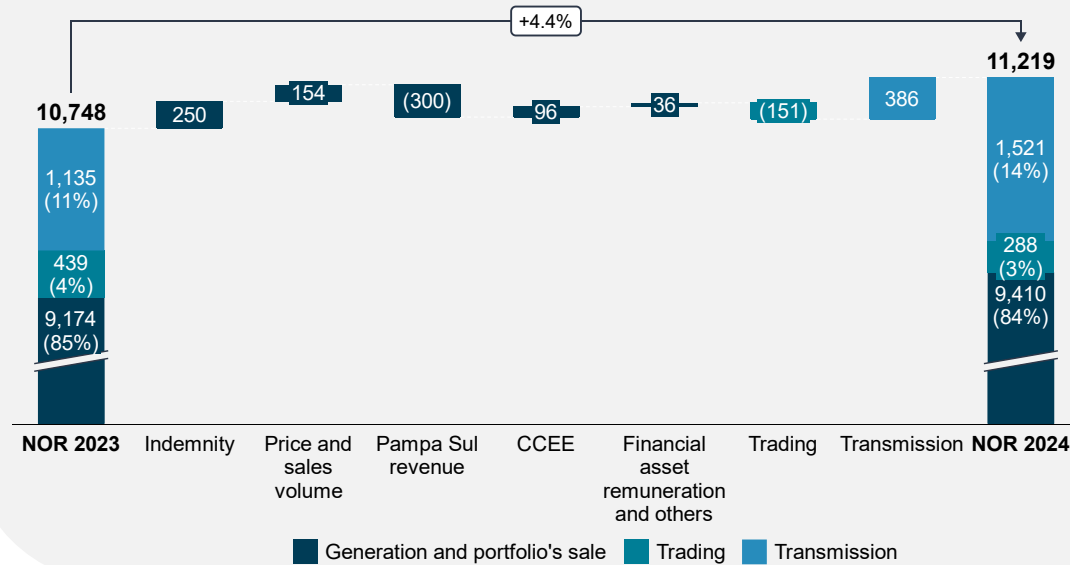 +4.4%
11,219
10,748
250
154
(300)
96
36
(151)
386
1,135
(11%)
439
(4%)
9,174
(85%)
1,521
(14%)
288
(3%)
9,410
(84%)
NOR 2023
Indemnity
Price and
sales
volume
Pampa Sul
revenue
CCEE
Financial
asset
remuneration
and others
Trading
Transmission
NOR 2024
Generation and portfolio's sale
Trading
Transmission